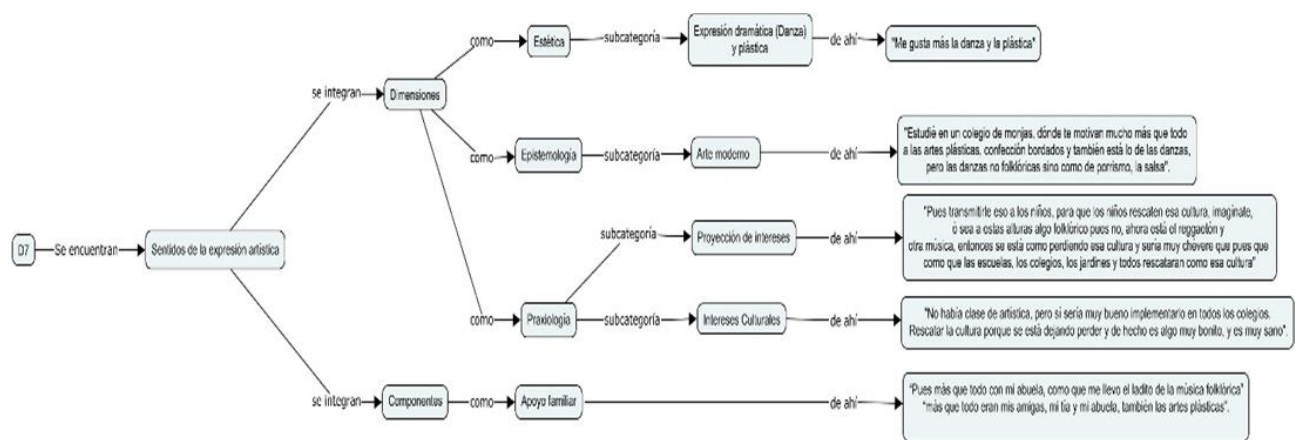 D7
Se encuentran
Sentidos de la expresión artística
se integran
Dimensiones
como
Estética
subcategoría
Expresión dramática (Danza)
y plástica
de ahí
"Me gusta más la danza y la plástica"
como
Epistemología
subcategoría
Arte moderno
de ahí
"Estudié en un colegio de monjas, dónde te motivan mucho más que todo
a las artes plásticas, confección bordados y también está lo de las danzas,
pero las danzas no folklóricas sino como de porrismo, la salsa".
como
Praxiología
subcategoría
Proyección de intereses
de ahí
"Pues transmitirle eso a los niños, para que los niños rescaten esa cultura, imagínate,
ó sea a estas alturas algo folklórico pues no, ahora está el reggaetón y
otra música, entonces se está como perdiendo esa cultura y sería muy chévere que pues que
como que las escuelas, los colegios, los jardines y todos rescataran como esa cultura"
subcategoría
Intereses Culturales
de ahí
"No había clase de artística, pero si sería muy bueno implementarlo en todos los colegios.
Rescatar la cultura porque se está dejando perder y de hecho es algo muy bonito, y es muy sano".
se integran
Componentes
como
Apoyo familiar
de ahí
"Pues más que todo con mi abuela, como que me llevo el ladito de la música folklórica"
"más que todo eran mis amigas, mi tía y mi abuela, también las artes plásticas".